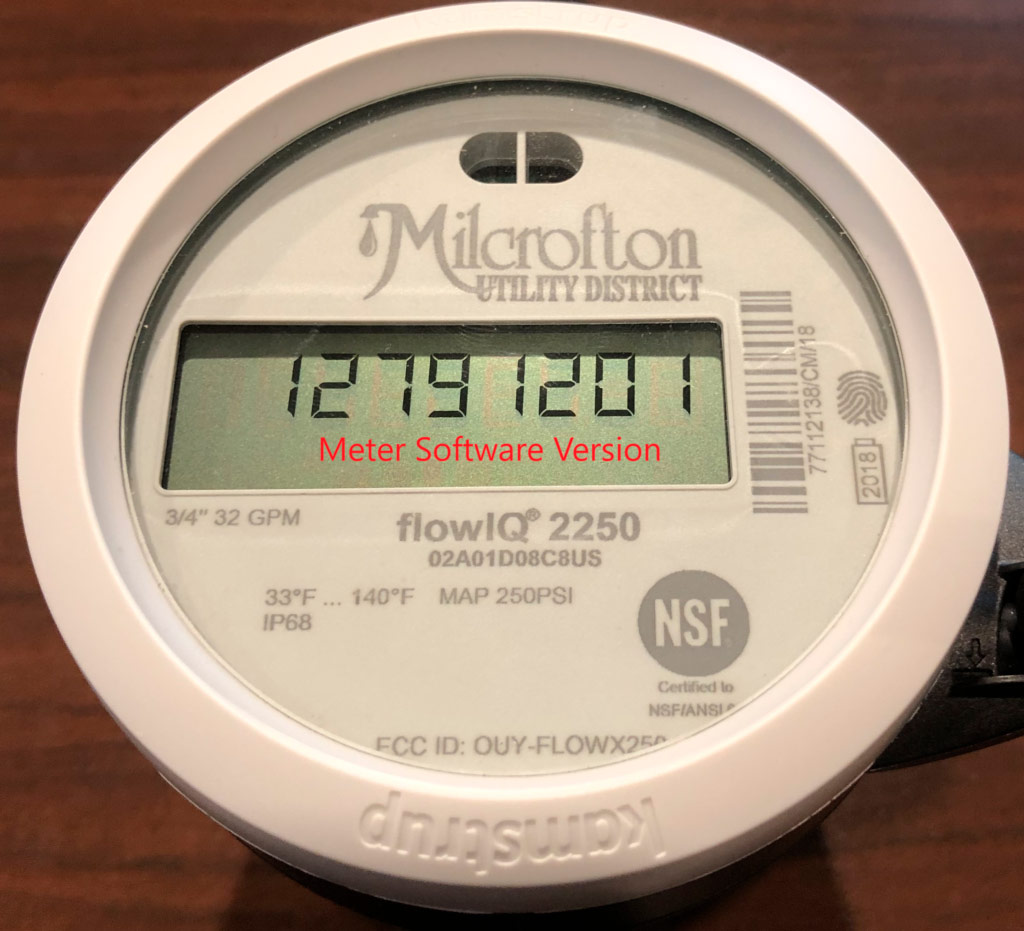 Milcrofton
UTILITY DISTRICT
12791201
Meter Software Version
77112138/CM/18
2018
3/4" 32 GPM
flowIQ® 2250
02A01D08C8US
33°F ... 140°F MAP 250PSI
IP68
NSF
Certified to
NSF/ANSI
FCC ID: OUY-FLOWX250
kamstrup